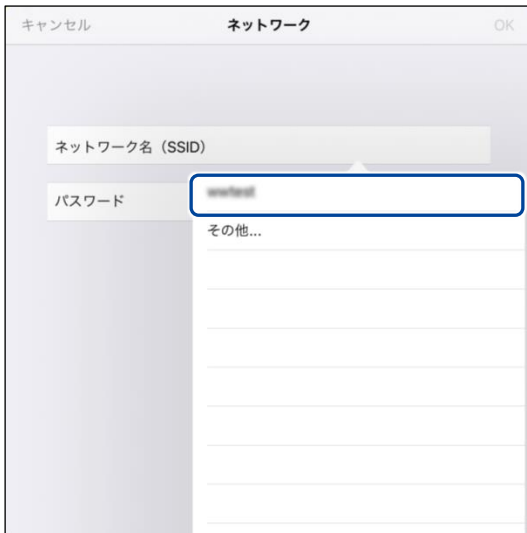 キャンセル ネットワーク OK
ネットワーク名（SSID）
パスワード
wwtest
その他...